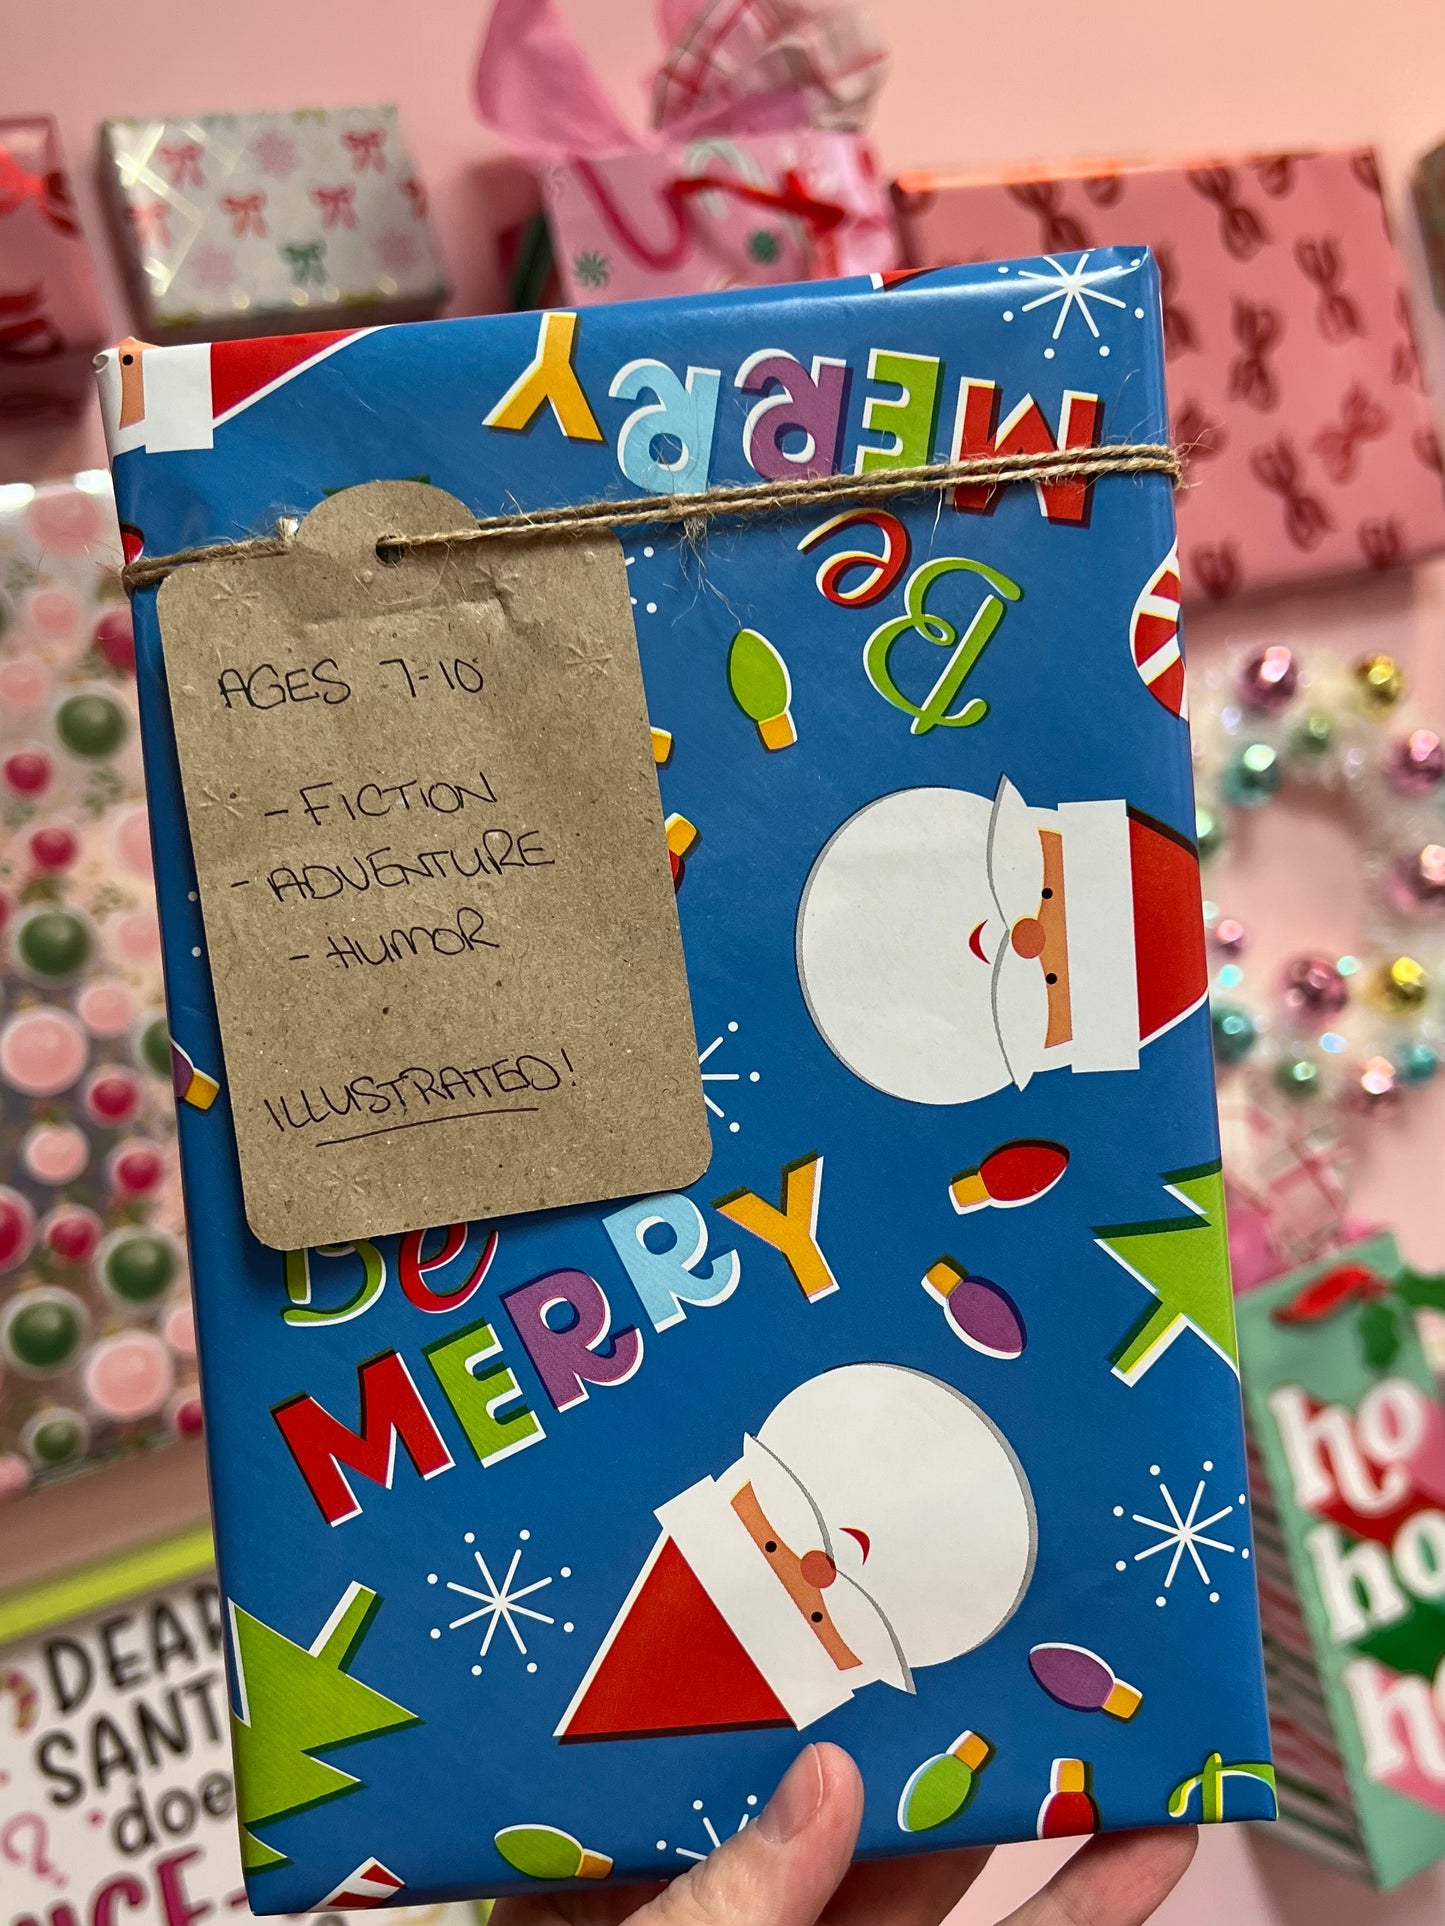 MERRY
Be
AGES 7-10
- FICTION
- ADVENTURE
- HUMOR
ILLUSTRATED!
Be
MERRY
DEAR
SANT
doe
ho
ho
h